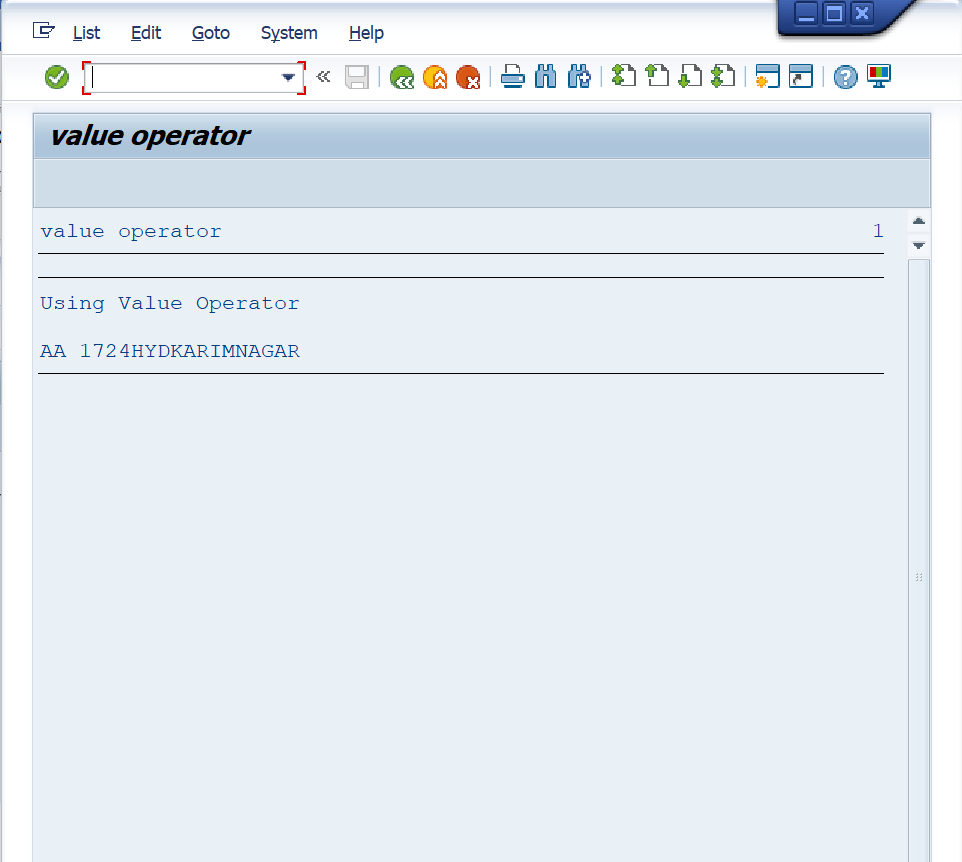 List Edit Goto System Help
value operator
value operator 1
Using Value Operator
AA 1724HYDKARIMNAGAR